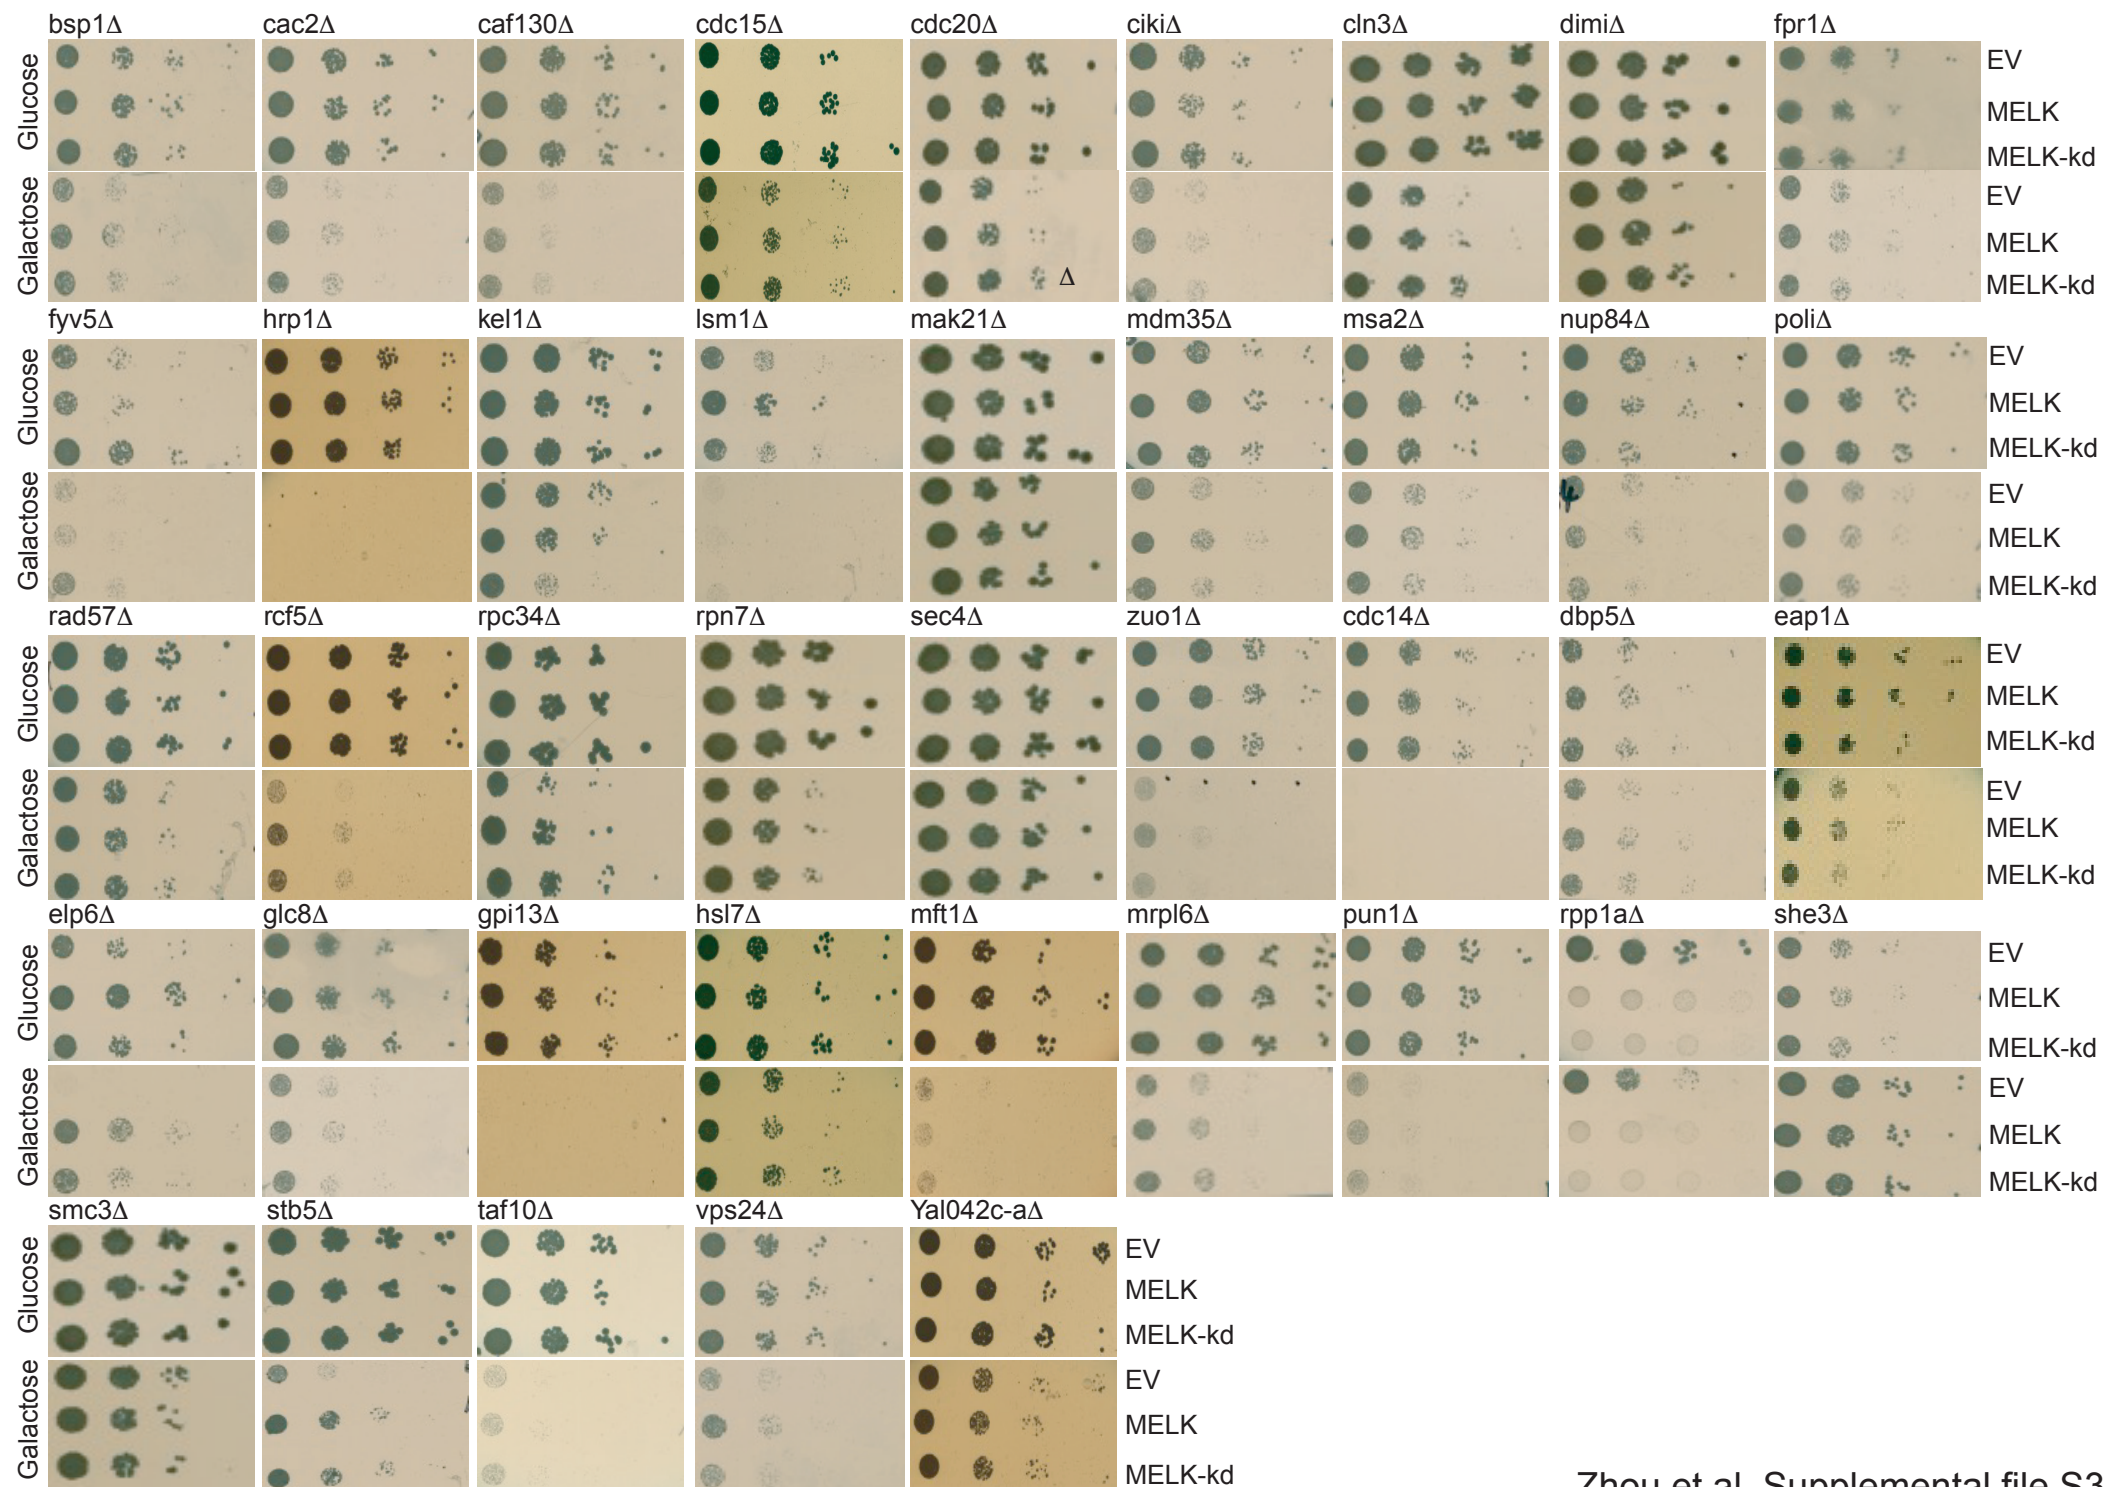 bsp1Δ cac2Δ caf130Δ cdc15Δ cdc20Δ cikiΔ cln3Δ dimiΔ fpr1Δ
Glucose
EV
MELK
MELK-kd
Galactose
EV
MELK
Δ
MELK-kd
fyv5Δ hrp1Δ kel1Δ lsm1Δ mak21Δ mdm35Δ msa2Δ nup84Δ poliΔ
Glucose
EV
MELK
MELK-kd
Galactose
EV
MELK
MELK-kd
rad57Δ rcf5Δ rpc34Δ rpn7Δ sec4Δ zuo1Δ cdc14Δ dbp5Δ eap1Δ
Glucose
EV
MELK
MELK-kd
Galactose
EV
MELK
MELK-kd
elp6Δ glc8Δ gpi13Δ hsl7Δ mft1Δ mrpl6Δ pun1Δ rpp1aΔ she3Δ
Glucose
EV
MELK
MELK-kd
Galactose
EV
MELK
MELK-kd
smc3Δ stb5Δ taf10Δ vps24Δ Yal042c-aΔ
Glucose
EV
MELK
MELK-kd
Galactose
EV
MELK
MELK-kd
Zhou et al. Supplemental file S3